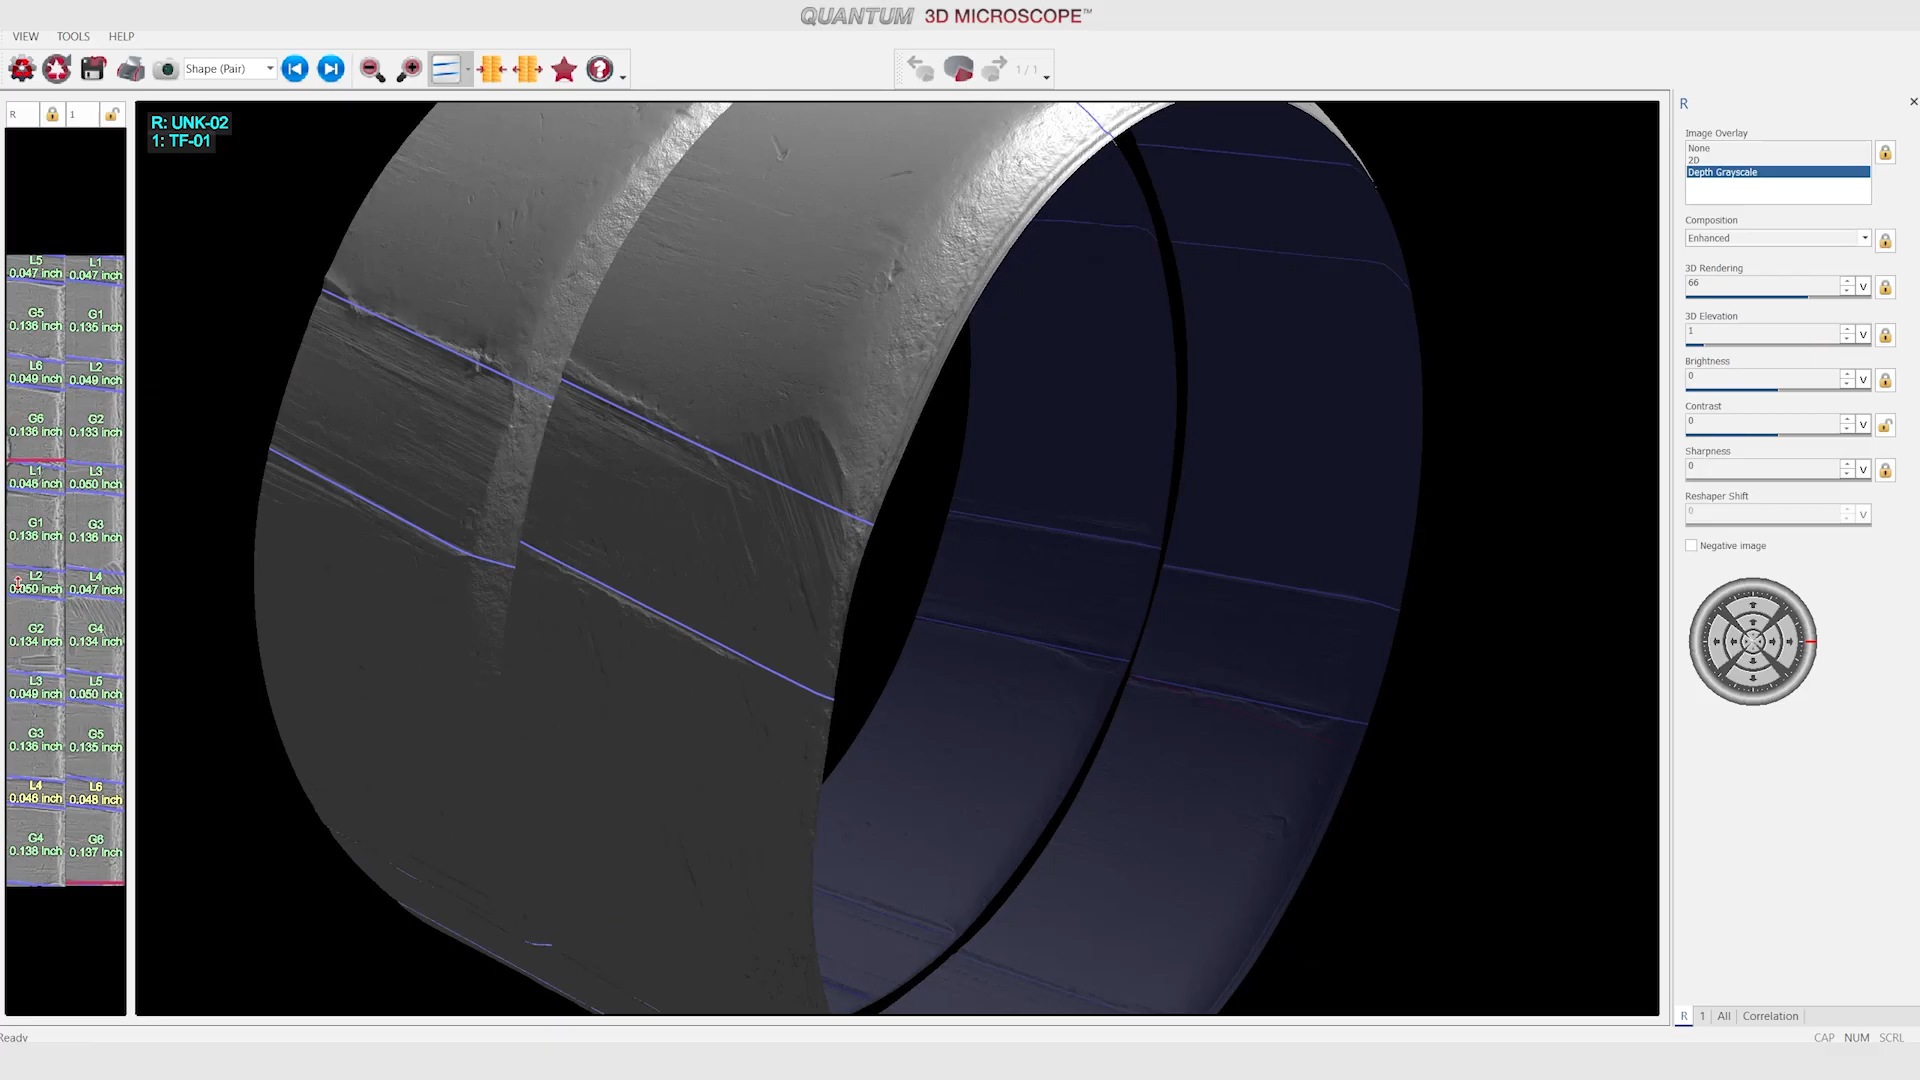 QUANTUM 3D MICROSCOPE™
VIEW TOOLS HELP
Shape (Pair)
1 / 1
R 1
R: UNK-02
1: TF-01
L5 L1
0.047 inch 0.047 inch
G5 G1
0.136 inch 0.135 inch
L6 L2
0.049 inch 0.049 inch
G6 G2
0.136 inch 0.133 inch
L1 L3
0.046 inch 0.050 inch
G1 G3
0.136 inch 0.136 inch
L2 L4
0.050 inch 0.047 inch
G2 G4
0.134 inch 0.134 inch
L3 L5
0.049 inch 0.050 inch
G3 G5
0.136 inch 0.135 inch
L4 L6
0.046 inch 0.048 inch
G4 G6
0.136 inch 0.137 inch
R
Image Overlay
None
2D
Depth Grayscale
Composition
Enhanced
3D Rendering
66 V
3D Elevation
1 V
Brightness
0 V
Contrast
0 V
Sharpness
0 V
Reshaper Shift
0 V
Negative image
R 1 All Correlation
Ready
CAP NUM SCRL